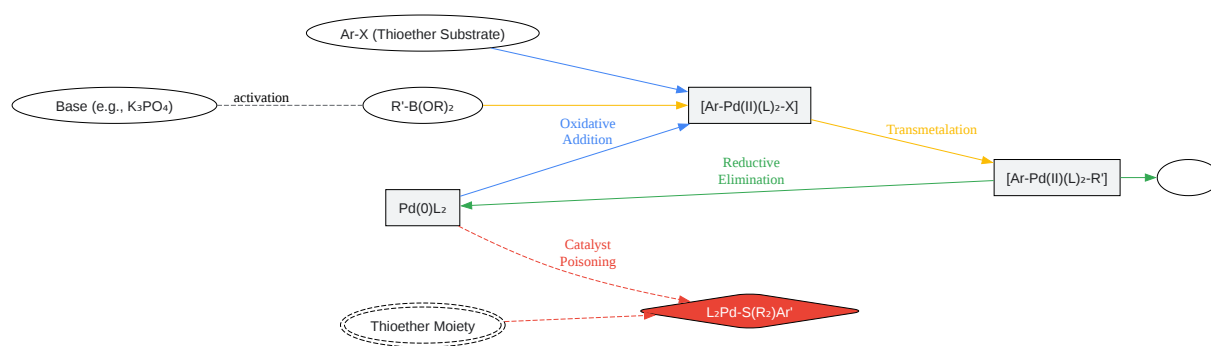 Ar-X (Thioether Substrate)
Base (e.g., K₃PO₄)
activation
R'-B(OR)₂
[Ar-Pd(II)(L)₂-X]
Oxidative
Addition
Transmetalation
Reductive
Elimination
[Ar-Pd(II)(L)₂-R']
Pd(0)L₂
Catalyst
Poisoning
L₂Pd-S(R₂)Ar'
Thioether Moiety